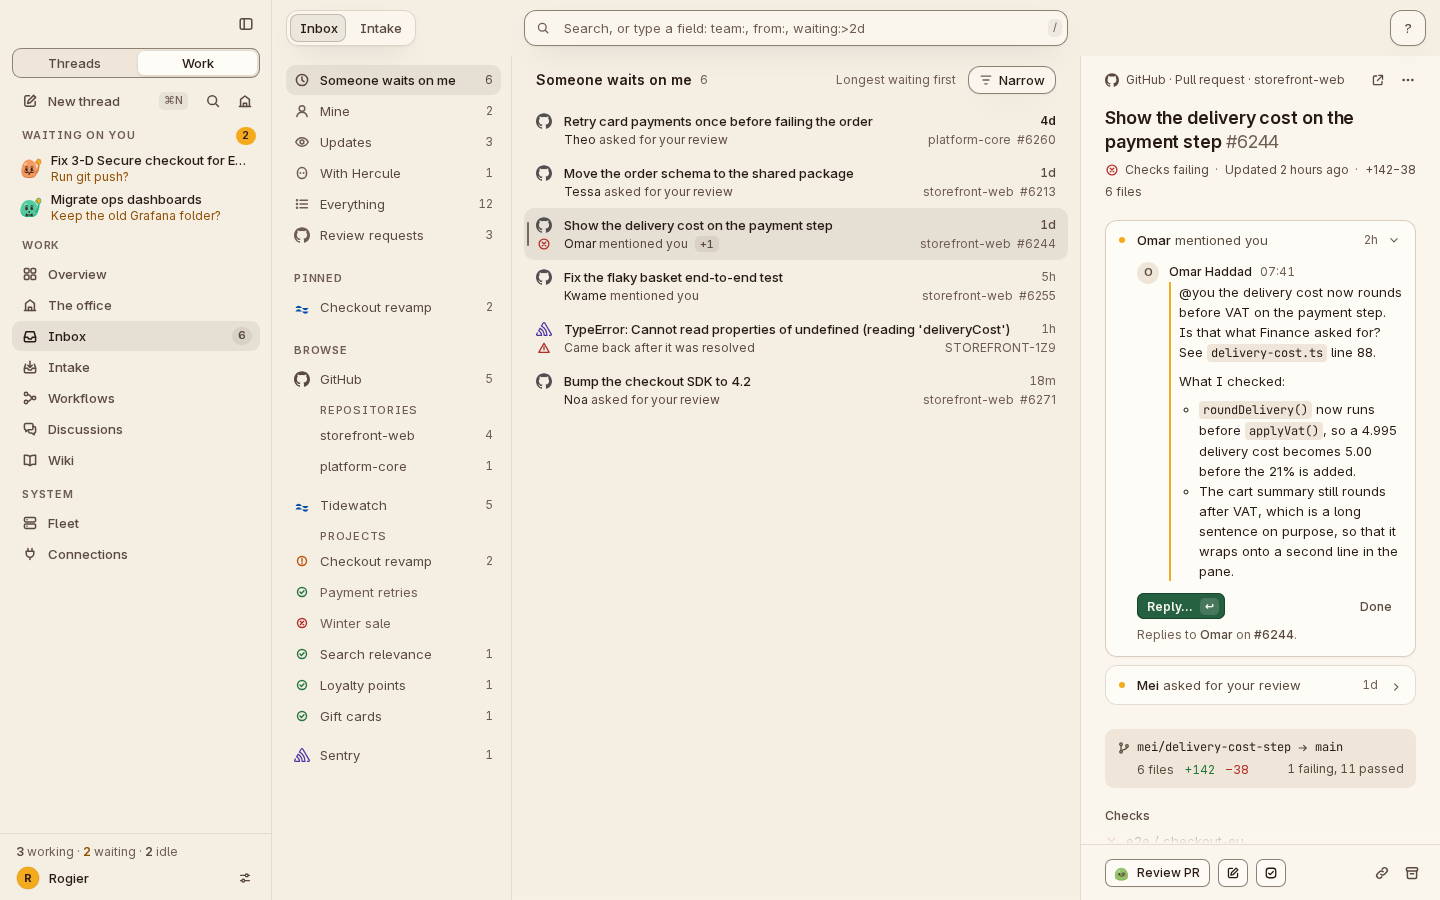 Threads
Work
New thread
⌘N
WAITING ON YOU
2
Fix 3-D Secure checkout for E…
Run git push?
Migrate ops dashboards
Keep the old Grafana folder?
WORK
Overview
The office
Inbox 6
Intake
Workflows
Discussions
Wiki
SYSTEM
Fleet
Connections
3 working · 2 waiting · 2 idle
R Rogier
Inbox
Intake
Someone waits on me 6
Mine 2
Updates 3
With Hercule 1
Everything 12
Review requests 3
PINNED
Checkout revamp 2
BROWSE
GitHub 5
REPOSITORIES
storefront-web 4
platform-core 1
Tidewatch 5
PROJECTS
Checkout revamp 2
Payment retries
Winter sale
Search relevance 1
Loyalty points 1
Gift cards 1
Sentry 1
Search, or type a field: team:, from:, waiting:>2d /
?
Someone waits on me 6
Longest waiting first
Narrow
Retry card payments once before failing the order 4d
Theo asked for your review platform-core #6260
Move the order schema to the shared package 1d
Tessa asked for your review storefront-web #6213
Show the delivery cost on the payment step 1d
Omar mentioned you +1 storefront-web #6244
Fix the flaky basket end-to-end test 5h
Kwame mentioned you storefront-web #6255
TypeError: Cannot read properties of undefined (reading 'deliveryCost') 1h
Came back after it was resolved STOREFRONT-1Z9
Bump the checkout SDK to 4.2 18m
Noa asked for your review storefront-web #6271
GitHub · Pull request · storefront-web
Show the delivery cost on the
payment step #6244
Checks failing · Updated 2 hours ago · +142−38
6 files
Omar mentioned you 2h
O Omar Haddad 07:41
@you the delivery cost now rounds
before VAT on the payment step.
Is that what Finance asked for?
See delivery-cost.ts line 88.
What I checked:
roundDelivery() now runs
before applyVat(), so a 4.995
delivery cost becomes 5.00
before the 21% is added.
The cart summary still rounds
after VAT, which is a long
sentence on purpose, so that it
wraps onto a second line in the
pane.
Reply… ↩
Done
Replies to Omar on #6244.
Mei asked for your review 1d
mei/delivery-cost-step → main
6 files +142 −38 1 failing, 11 passed
Checks
e2e / checkout-eu
Review PR